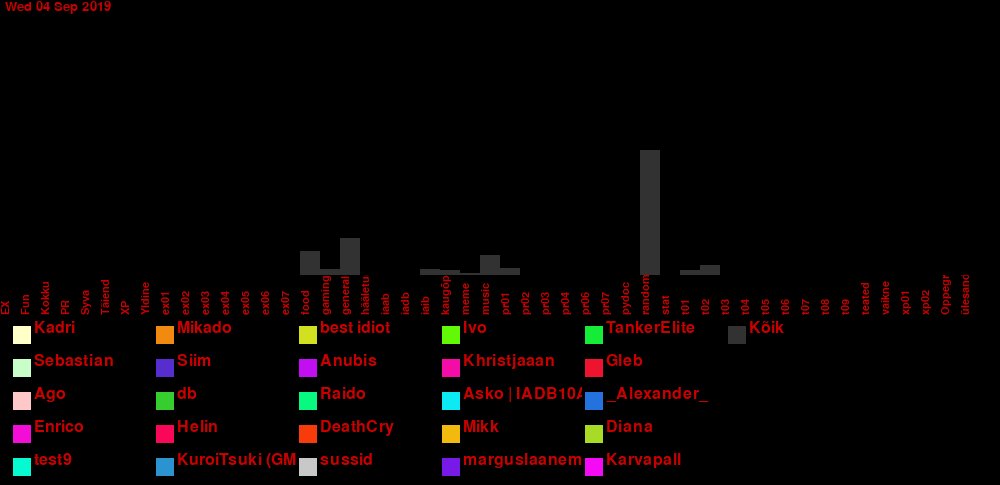 Wed 04 Sep 2019
EX Fun Kokku PR Syva Täiend XP Yldine ex01 ex02 ex03 ex04 ex05 ex06 ex07 food gaming general hääletu iaab iadb iaib kaugõp meme music pr01 pr02 pr03 pr04 pr06 pr07 pydoc random stat t01 t02 t03 t04 t05 t06 t07 t08 t09 teated vaikne xp01 xp02 Oppegr ülesand
Kadri Mikado best idiot Ivo TankerElite Kõik
Sebastian Siim Anubis Khristjaaan Gleb
Ago db Raido Asko | IADB10A _Alexander_
Enrico Helin DeathCry Mikk Diana
test9 KuroiTsuki (GM sussid marguslaanem Karvapall